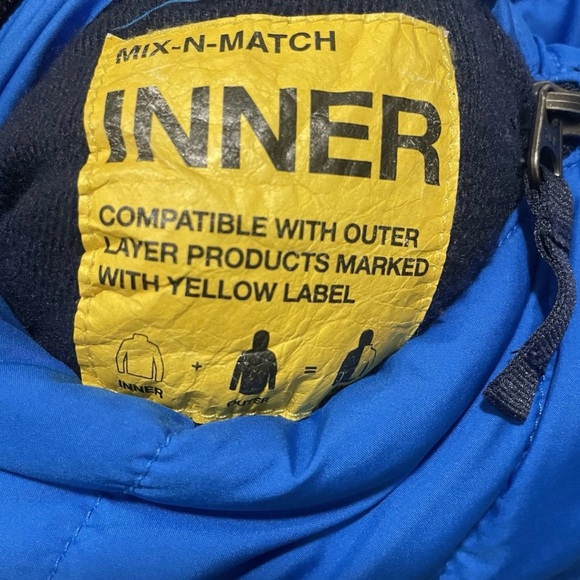 MIX-N-MATCH
INNER
COMPATIBLE WITH OUTER
LAYER PRODUCTS MARKED
WITH YELLOW LABEL
+ =
INNER OUTER